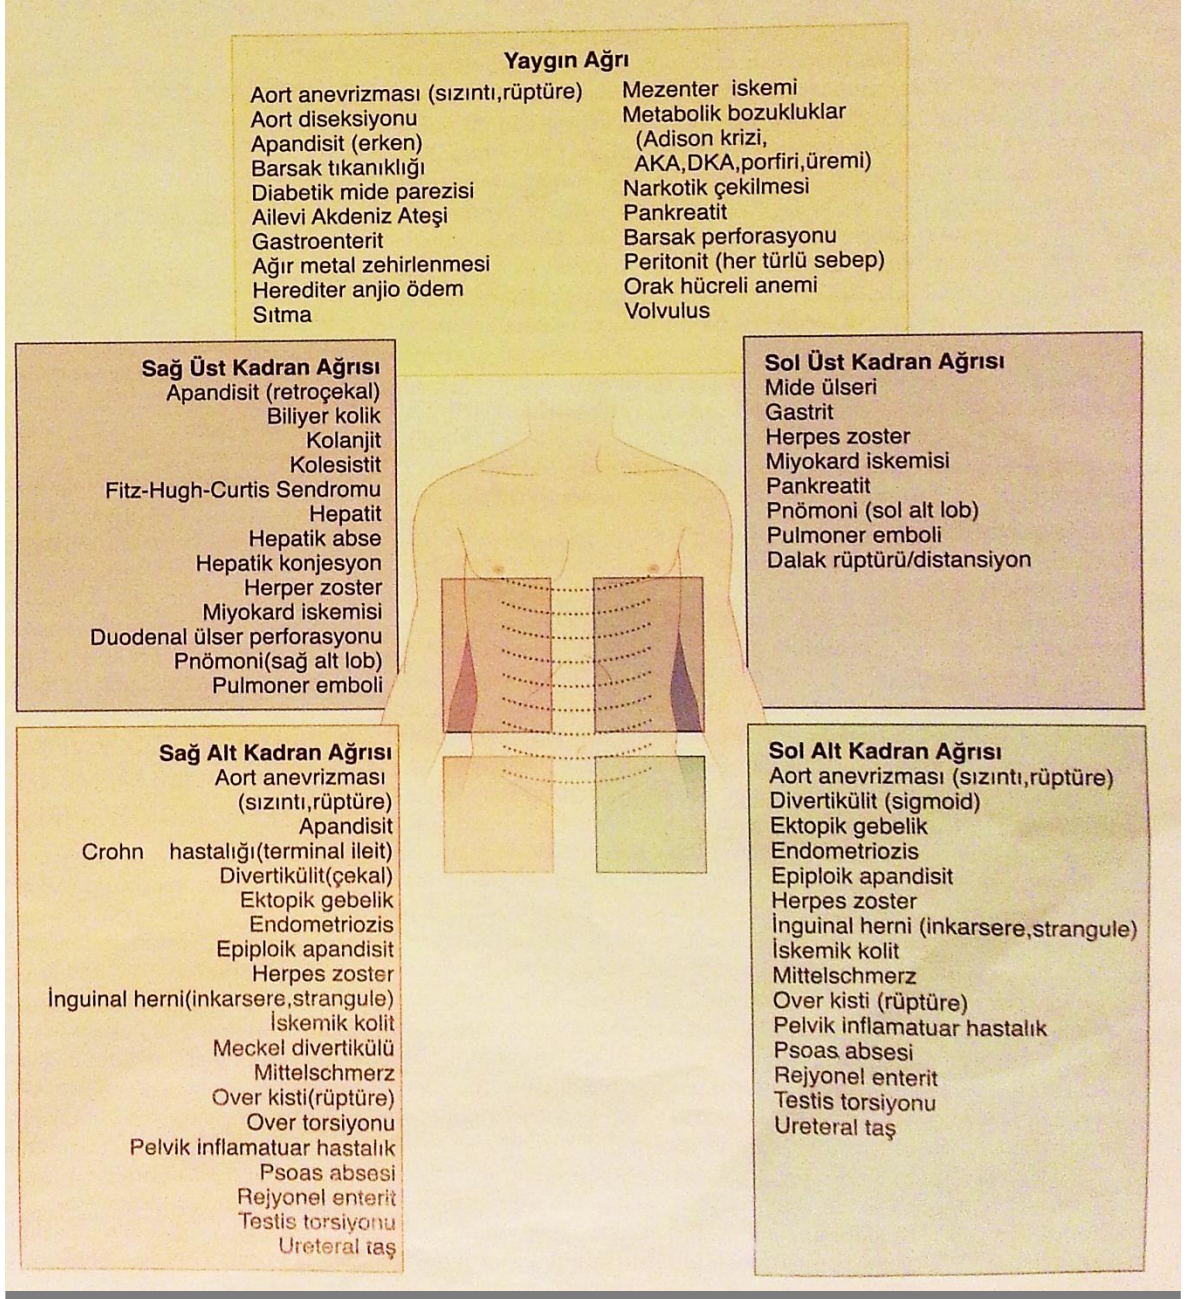 Yaygın Ağrı
Aort anevrizması (sızıntı,rüptüre)
Aort diseksiyonu
Apandisit (erken)
Barsak tıkanıklığı
Diabetik mide parezisi
Ailevi Akdeniz Ateşi
Gastroenterit
Ağır metal zehirlenmesi
Herediter anjio ödem
Sıtma
Mezenter iskemi
Metabolik bozukluklar
(Adison krizi,
AKA,DKA,porfiri,üremi)
Narkotik çekilmesi
Pankreatit
Barsak perforasyonu
Peritonit (her türlü sebep)
Orak hücreli anemi
Volvulus
Sağ Üst Kadran Ağrısı
Apandisit (retroçekal)
Biliyer kolik
Kolanjit
Kolesistit
Fitz-Hugh-Curtis Sendromu
Hepatit
Hepatik abse
Hepatik konjesyon
Herper zoster
Miyokard iskemisi
Duodenal ülser perforasyonu
Pnömoni(sağ alt lob)
Pulmoner emboli
Sol Üst Kadran Ağrısı
Mide ülseri
Gastrit
Herpes zoster
Miyokard iskemisi
Pankreatit
Pnömoni (sol alt lob)
Pulmoner emboli
Dalak rüptürü/distansiyon
Sağ Alt Kadran Ağrısı
Aort anevrizması
(sızıntı,rüptüre)
Apandisit
Crohn hastalığı(terminal ileit)
Divertikülit(çekal)
Ektopik gebelik
Endometriozis
Epiploik apandisit
Herpes zoster
İnguinal herni(inkarsere,strangule)
İskemik kolit
Meckel divertikülü
Mittelschmerz
Over kisti(rüptüre)
Over torsiyonu
Pelvik inflamatuar hastalık
Psoas absesi
Rejyonel enterit
Testis torsiyonu
Ureteral taş
Sol Alt Kadran Ağrısı
Aort anevrizması (sızıntı,rüptüre)
Divertikülit (sigmoid)
Ektopik gebelik
Endometriozis
Epiploik apandisit
Herpes zoster
İnguinal herni (inkarsere,strangule)
İskemik kolit
Mittelschmerz
Over kisti (rüptüre)
Pelvik inflamatuar hastalık
Psoas absesi
Rejyonel enterit
Testis torsiyonu
Ureteral taş